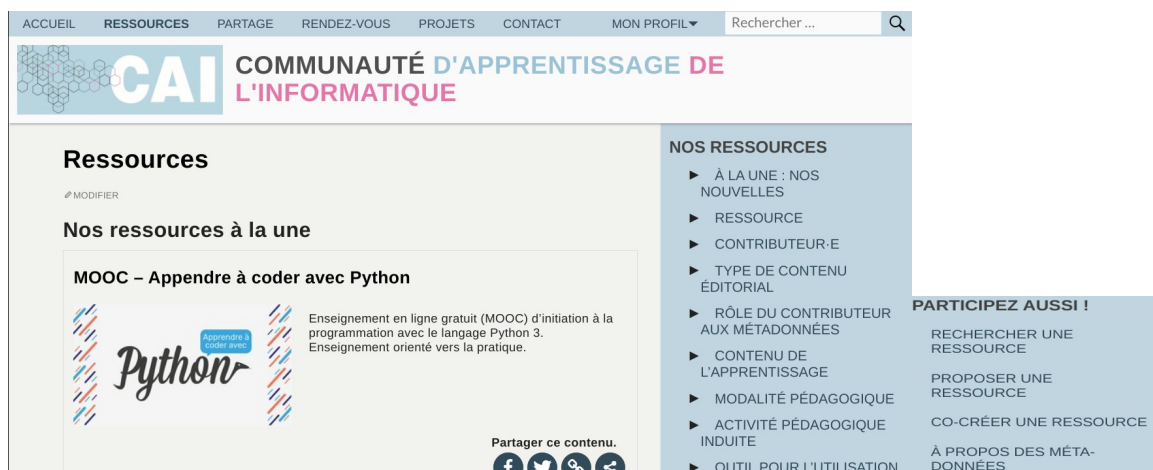 ACCUEIL RESSOURCES PARTAGE RENDEZ-VOUS PROJETS CONTACT MON PROFIL Rechercher ...
CAI
COMMUNAUTÉ D'APPRENTISSAGE DE
L'INFORMATIQUE
Ressources
MODIFIER
Nos ressources à la une
MOOC – Appendre à coder avec Python
Apprendre à
coder avec
Python
Enseignement en ligne gratuit (MOOC) d'initiation à la
programmation avec le langage Python 3.
Enseignement orienté vers la pratique.
Partager ce contenu.
NOS RESSOURCES
À LA UNE : NOS
NOUVELLES
RESSOURCE
CONTRIBUTEUR·E
TYPE DE CONTENU
ÉDITORIAL
RÔLE DU CONTRIBUTEUR
AUX MÉTADONNÉES
CONTENU DE
L'APPRENTISSAGE
MODALITÉ PÉDAGOGIQUE
ACTIVITÉ PÉDAGOGIQUE
INDUITE
OUTIL POUR L'UTILISATION
PARTICIPEZ AUSSI !
RECHERCHER UNE
RESSOURCE
PROPOSER UNE
RESSOURCE
CO-CRÉER UNE RESSOURCE
À PROPOS DES MÉTA-
DONNÉES